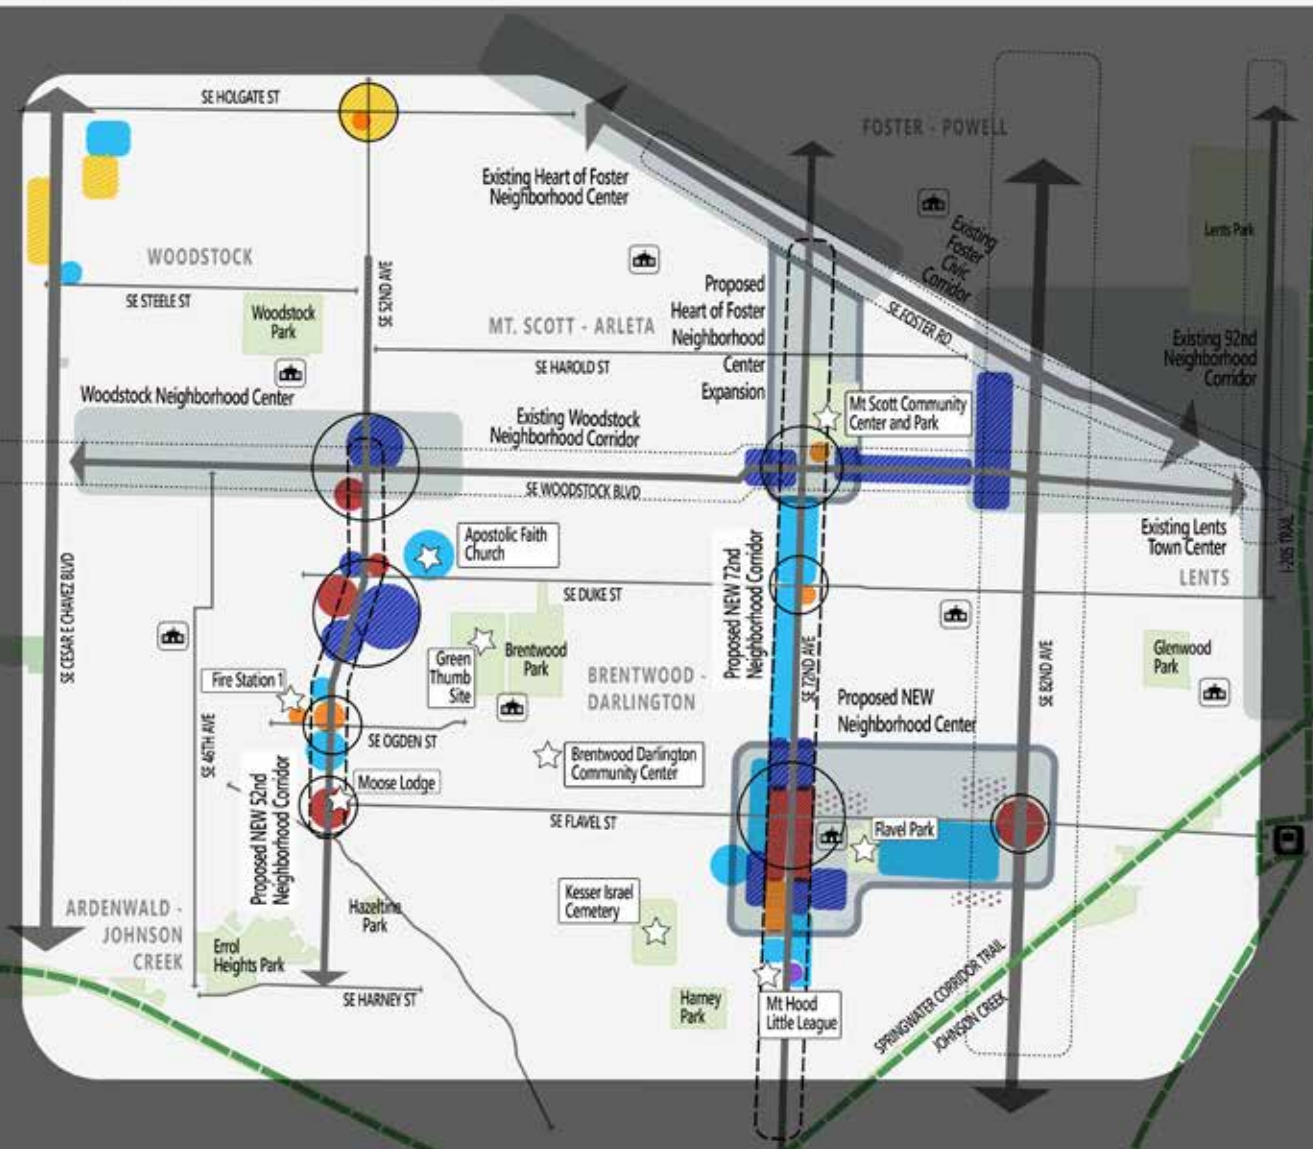 SE HOLGATE ST
FOSTER - POWELL
Existing Heart of Foster
Neighborhood Center
Existing
Foster
Civic
Corridor
Lents Park
WOODSTOCK
SE STEELE ST
SE 52ND AVE
Woodstock
Park
Proposed
Heart of Foster
Neighborhood
Center
Expansion
MT. SCOTT - ARLETA
SE HAROLD ST
SE FOSTER RD
Existing 92nd
Neighborhood
Corridor
Woodstock Neighborhood Center
Existing Woodstock
Neighborhood Corridor
Mt Scott Community
Center and Park
SE WOODSTOCK BLVD
Existing Lents
Town Center
LENTS
I-205 TRAIL
Apostolic Faith
Church
SE DUKE ST
SE CESAR E CHAVEZ BLVD
Proposed NEW 72nd
Neighborhood Corridor
SE 72ND AVE
SE 82ND AVE
Green
Thumb
Site
Brentwood
Park
BRENTWOOD -
DARLINGTON
Glenwood
Park
Fire Station 1
Proposed NEW
Neighborhood Center
SE 46TH AVE
SE OGDEN ST
Brentwood Darlington
Community Center
Moose Lodge
Proposed NEW 52nd
Neighborhood Corridor
SE FLAVEL ST
Flavel Park
Kesser Israel
Cemetery
ARDENWALD -
JOHNSON
CREEK
Hazeltine
Park
Errol
Heights Park
SE HARNEY ST
Harney
Park
Mt Hood
Little League
SPRINGWATER CORRIDOR TRAIL
JOHNSON CREEK